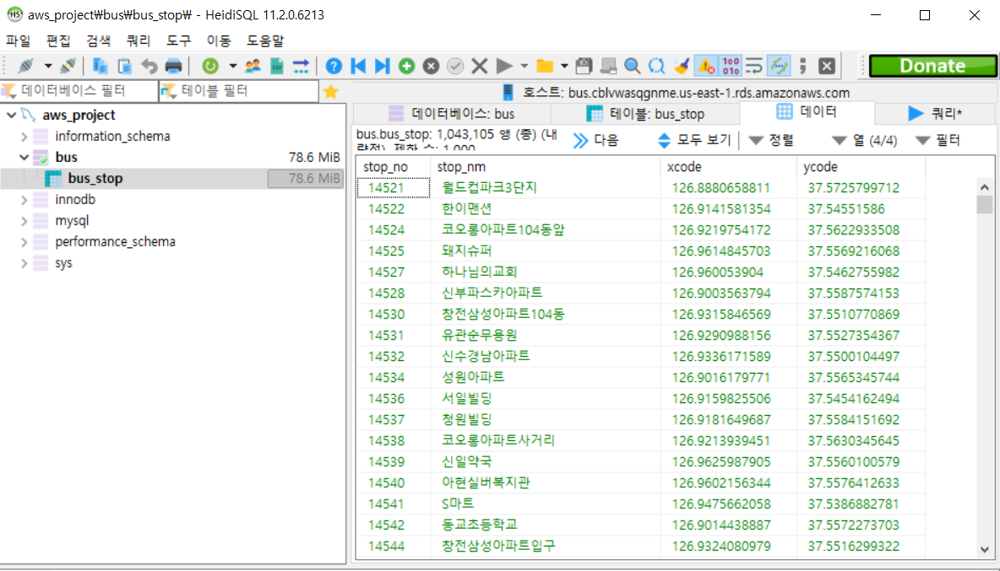 aws_project₩bus₩bus_stop₩ - HeidiSQL 11.2.0.6213
파일 편집 검색 쿼리 도구 이동 도움말
Donate
데이터베이스 필터 테이블 필터
호스트: bus.cblvwasqgnme.us-east-1.rds.amazonaws.com
aws_project
information_schema
bus 78.6 MiB
bus_stop 78.6 MiB
innodb
mysql
performance_schema
sys
데이터베이스: bus 테이블: bus_stop 데이터 쿼리*
bus.bus_stop: 1,043,105 행 (총) (내
략적), 제한 수: 1,000
다음 모두 보기 정렬 열 (4/4) 필터
stop_no stop_nm xcode ycode
14521 월드컵파크3단지 126.8880658811 37.5725799712
14522 한이맨션 126.9141581354 37.54551586
14524 코오롱아파트104동앞 126.9219754172 37.5622933508
14525 돼지슈퍼 126.9614845703 37.5569216068
14527 하나님의교회 126.960053904 37.5462755982
14528 신부파스카아파트 126.9003563794 37.5587574153
14530 창전삼성아파트104동 126.9315846569 37.5510770869
14531 유관순무용원 126.9290988156 37.5527354367
14532 신수경남아파트 126.9336171589 37.5500104497
14534 성원아파트 126.9016179771 37.5565345744
14536 서일빌딩 126.9159825506 37.5454162494
14537 청원빌딩 126.9181649687 37.5584151692
14538 코오롱아파트사거리 126.9213939451 37.5630345645
14539 신일약국 126.9625987905 37.5560100579
14540 아현실버복지관 126.9602156344 37.5576412633
14541 S마트 126.9475662058 37.5386882781
14542 동교초등학교 126.9014438887 37.5572273703
14544 창전삼성아파트입구 126.9324080979 37.5516299322